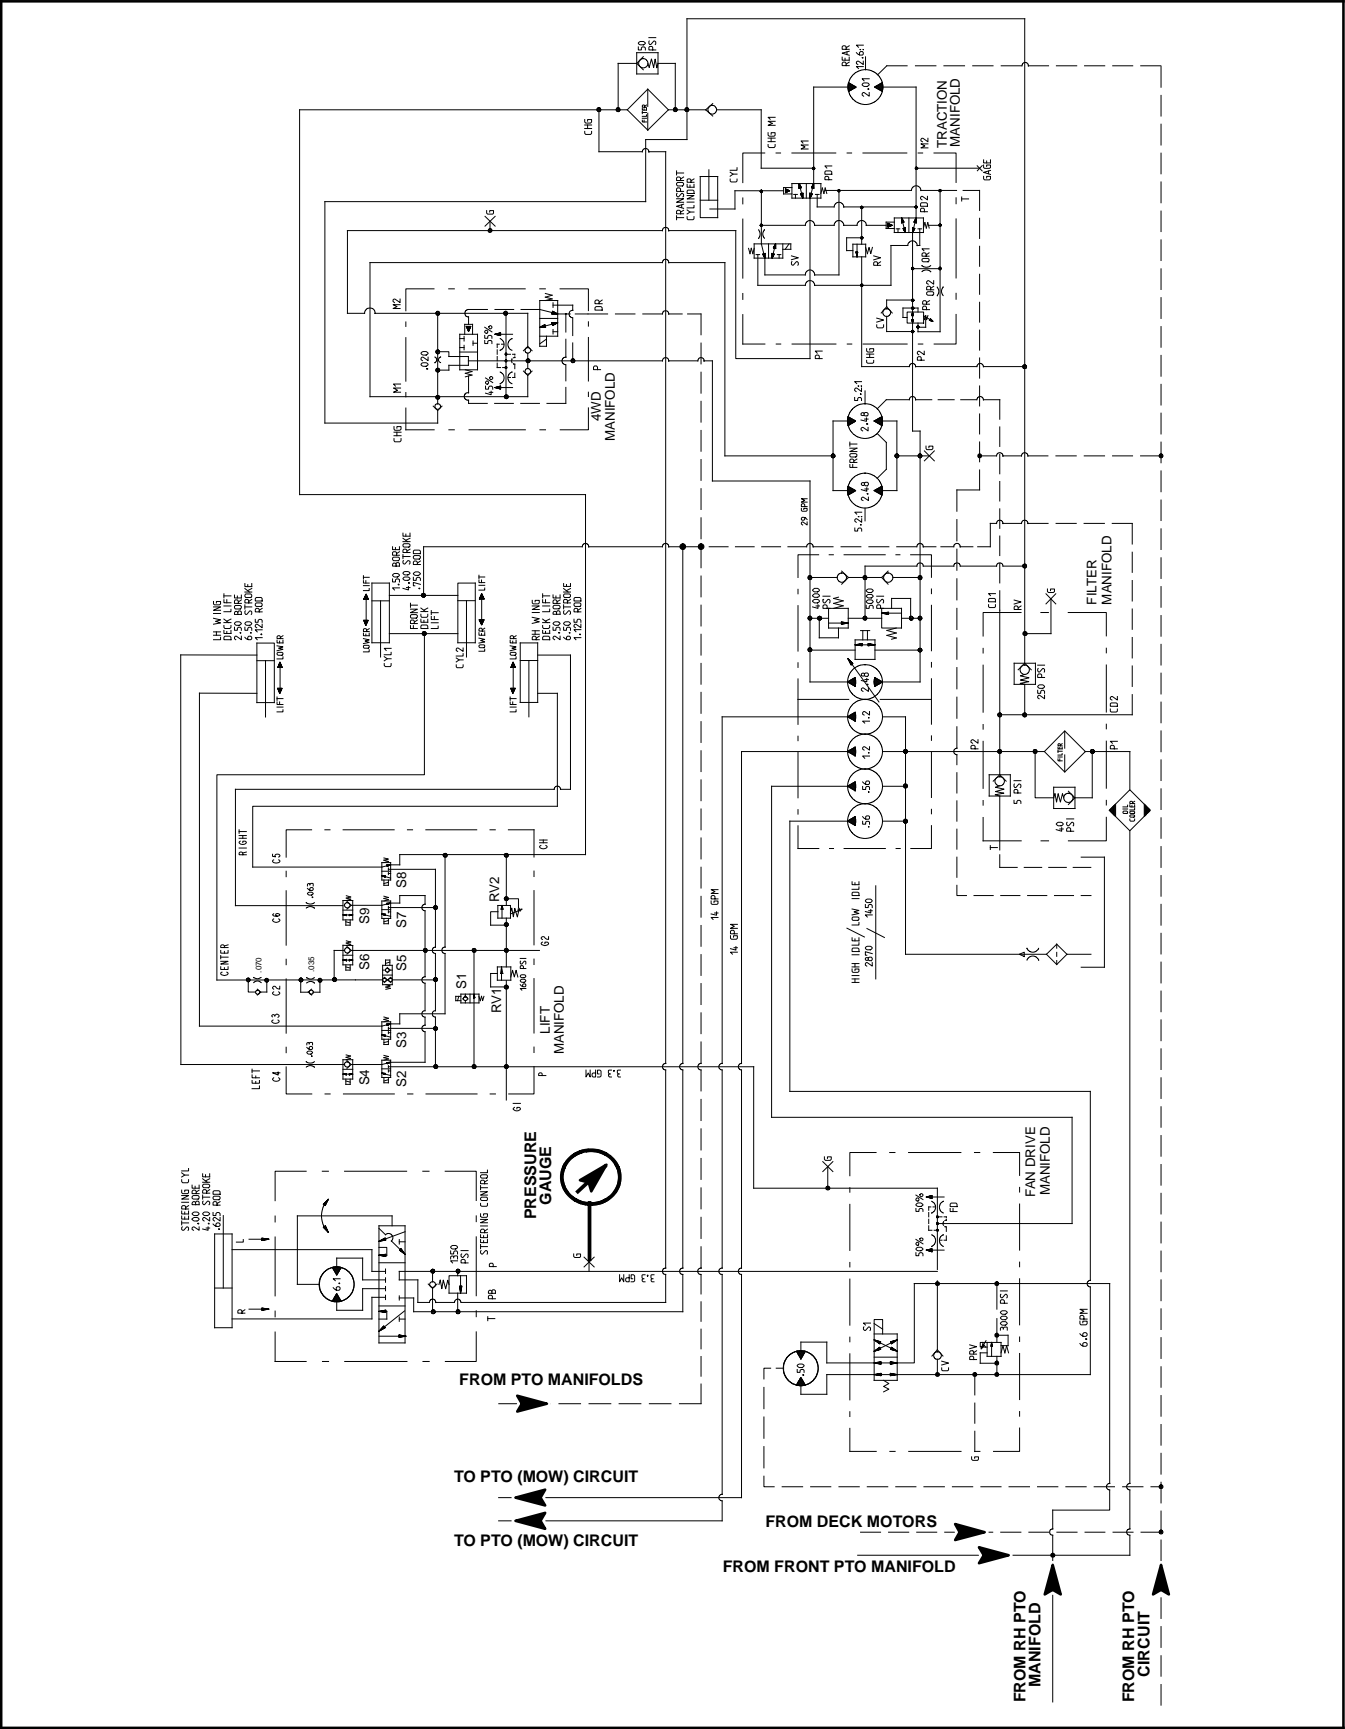 50
PSI
FILTER
CHG
REAR
12.6:1
2.01
TRACTION
MANIFOLD
CHG M1
M1
M2
GAGE
TRANSPORT
CYLINDER
CYL
PD1
PD2
T
SV
RV
OR1
OR2
PR
CV
CHG
P1
P2
G
M2
M1
CHG
.020
55%
45%
DR
P
4WD
MANIFOLD
5.2:1
2.48
FRONT
2.48
5.2:1
G
29 GPM
LH WING
DECK LIFT
2.50 BORE
6.50 STROKE
1.125 ROD
LOWER
LIFT
1.50 BORE
4.00 STROKE
.750 ROD
LIFT
LOWER
FRONT
DECK
LIFT
CYL1
LIFT
LOWER
CYL2
RH WING
DECK LIFT
2.50 BORE
6.50 STROKE
1.125 ROD
LOWER
LIFT
4000
PSI
5000
PSI
2.48
1.2
1.2
.56
.56
FILTER
MANIFOLD
CD1
RV
G
250 PSI
CD2
P2
P1
FILTER
5 PSI
40
PSI
T
OIL
COOLER
HIGH IDLE/LOW IDLE
2870 / 1450
14 GPM
14 GPM
RIGHT
C5
C6
.063
CENTER
.070
.035
C2
C3
LEFT
C4
.063
S8
S9
S7
S6
S5
S3
S4
S2
S1
RV2
RV1
1600 PSI
CH
G2
LIFT
MANIFOLD
P
G1
3.3 GPM
STEERING CYL
2.00 BORE
4.20 STROKE
.625 ROD
L
R
6.1
1350
PSI
STEERING CONTROL
P
PB
T
PRESSURE
GAUGE
G
3.3 GPM
G
FAN DRIVE
MANIFOLD
50%
50%
FD
S1
.50
CV
PRV
3000 PSI
6.6 GPM
G
FROM PTO MANIFOLDS
TO PTO (MOW) CIRCUIT
TO PTO (MOW) CIRCUIT
FROM DECK MOTORS
FROM FRONT PTO MANIFOLD
FROM RH PTO
MANIFOLD
FROM RH PTO
CIRCUIT